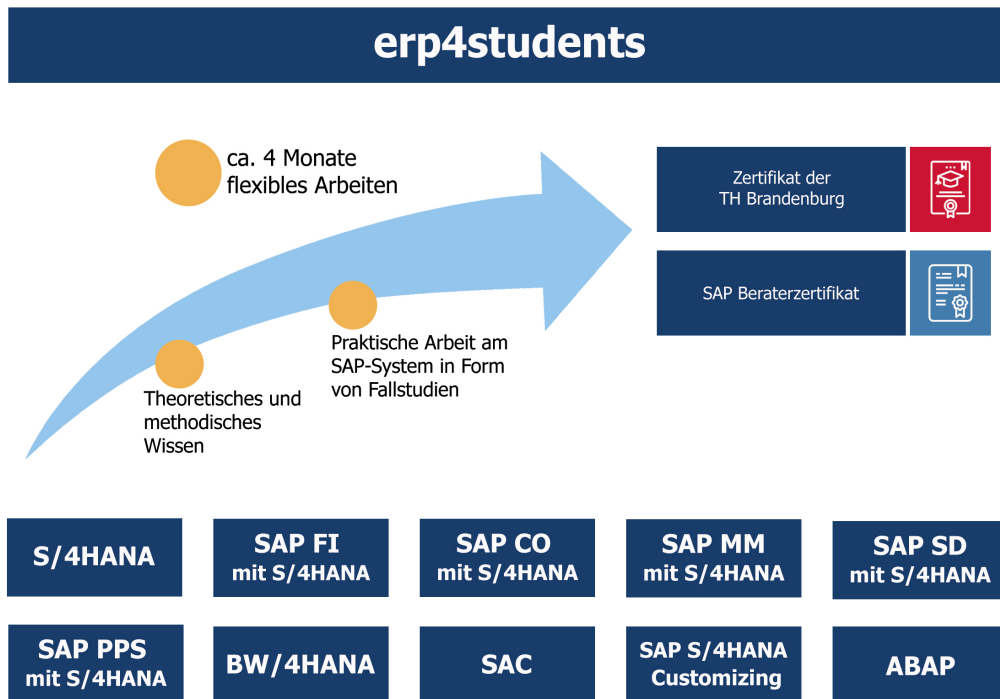 erp4students
ca. 4 Monate
flexibles Arbeiten
Zertifikat der
TH Brandenburg
SAP Beraterzertifikat
Praktische Arbeit am
SAP-System in Form
von Fallstudien
Theoretisches und
methodisches
Wissen
S/4HANA
SAP FI
mit S/4HANA
SAP CO
mit S/4HANA
SAP MM
mit S/4HANA
SAP SD
mit S/4HANA
SAP PPS
mit S/4HANA
BW/4HANA
SAC
SAP S/4HANA
Customizing
ABAP